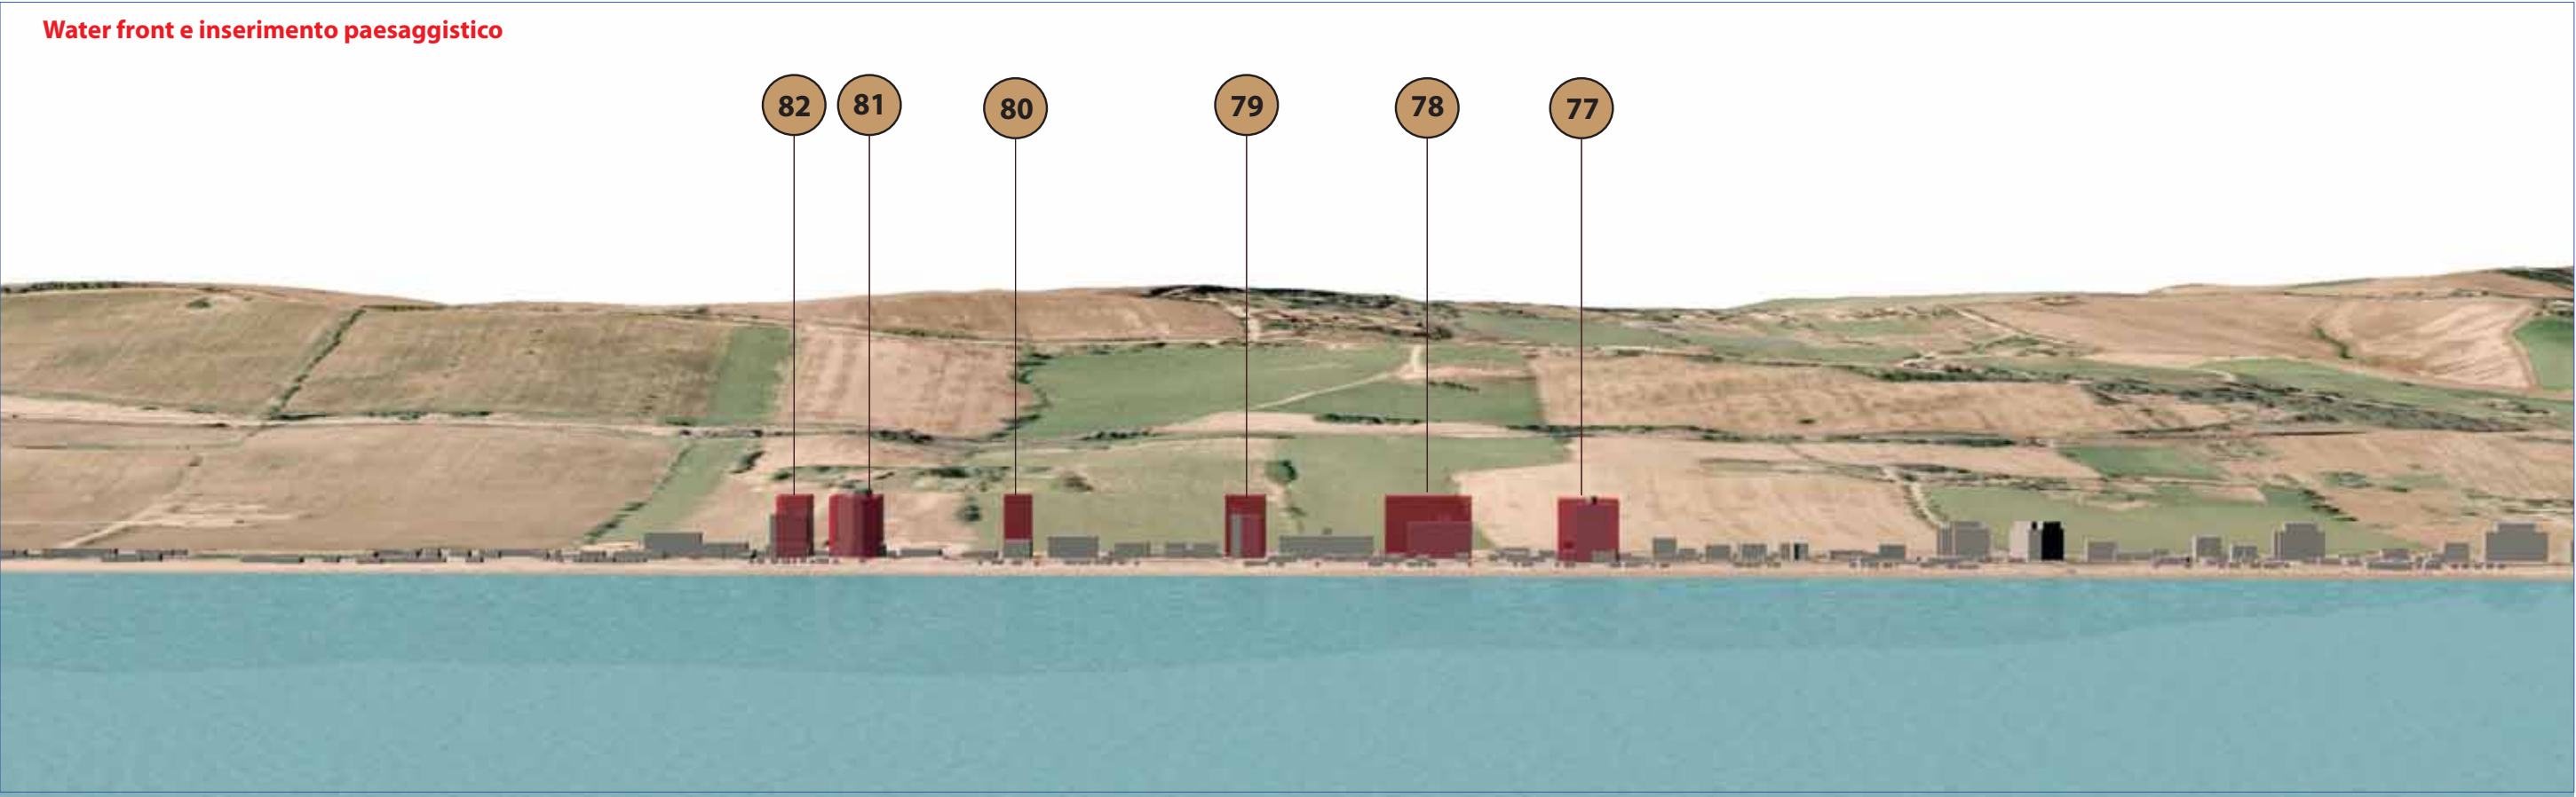 Water front e inserimento paesaggistico
82 81 80 79 78 77